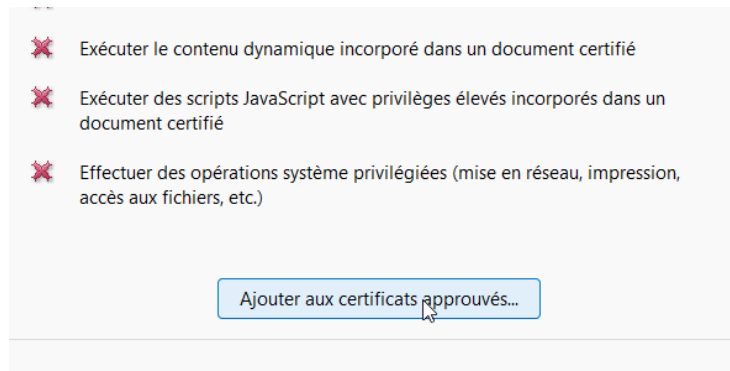 Exécuter le contenu dynamique incorporé dans un document certifié
Exécuter des scripts JavaScript avec privilèges élevés incorporés dans un
document certifié
Effectuer des opérations système privilégiées (mise en réseau, impression,
accès aux fichiers, etc.)
Ajouter aux certificats approuvés...